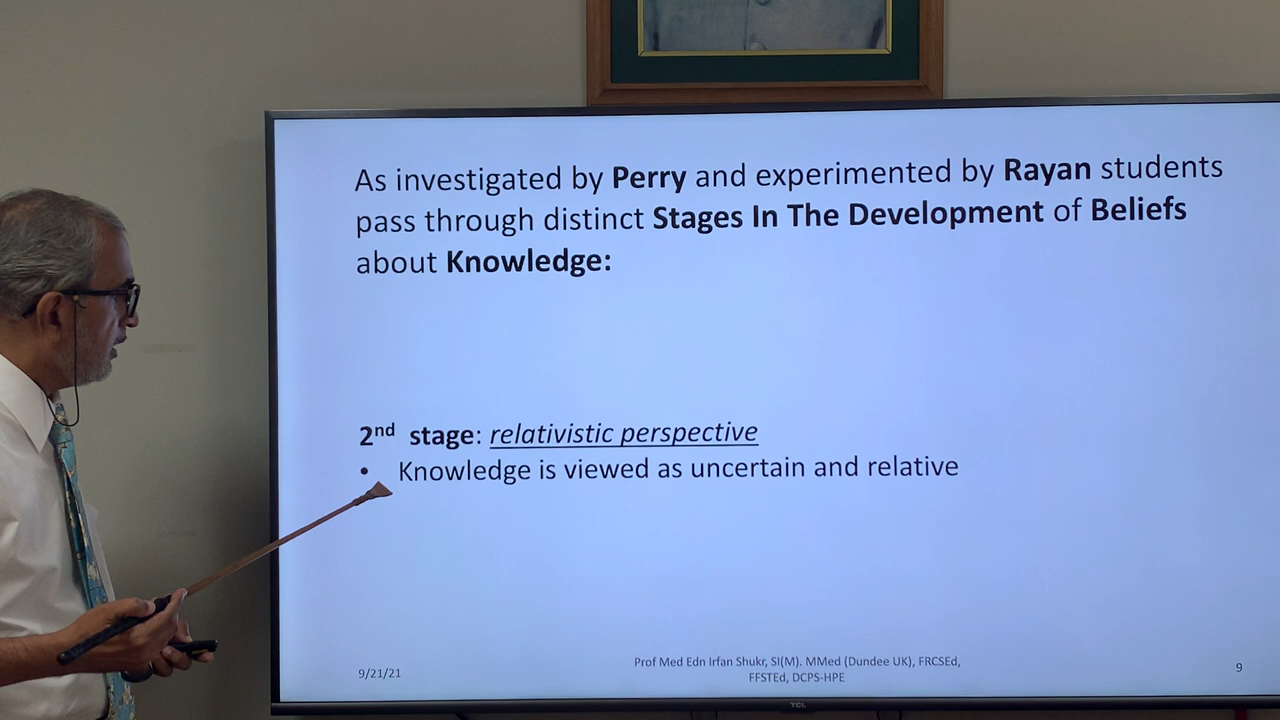 As investigated by Perry and experimented by Rayan students
pass through distinct Stages In The Development of Beliefs
about Knowledge:
2nd stage: relativistic perspective
• Knowledge is viewed as uncertain and relative
9/21/21
Prof Med Edn Irfan Shukr, SI(M). MMed (Dundee UK), FRCSEd,
FFSTEd, DCPS-HPE
9
TCL